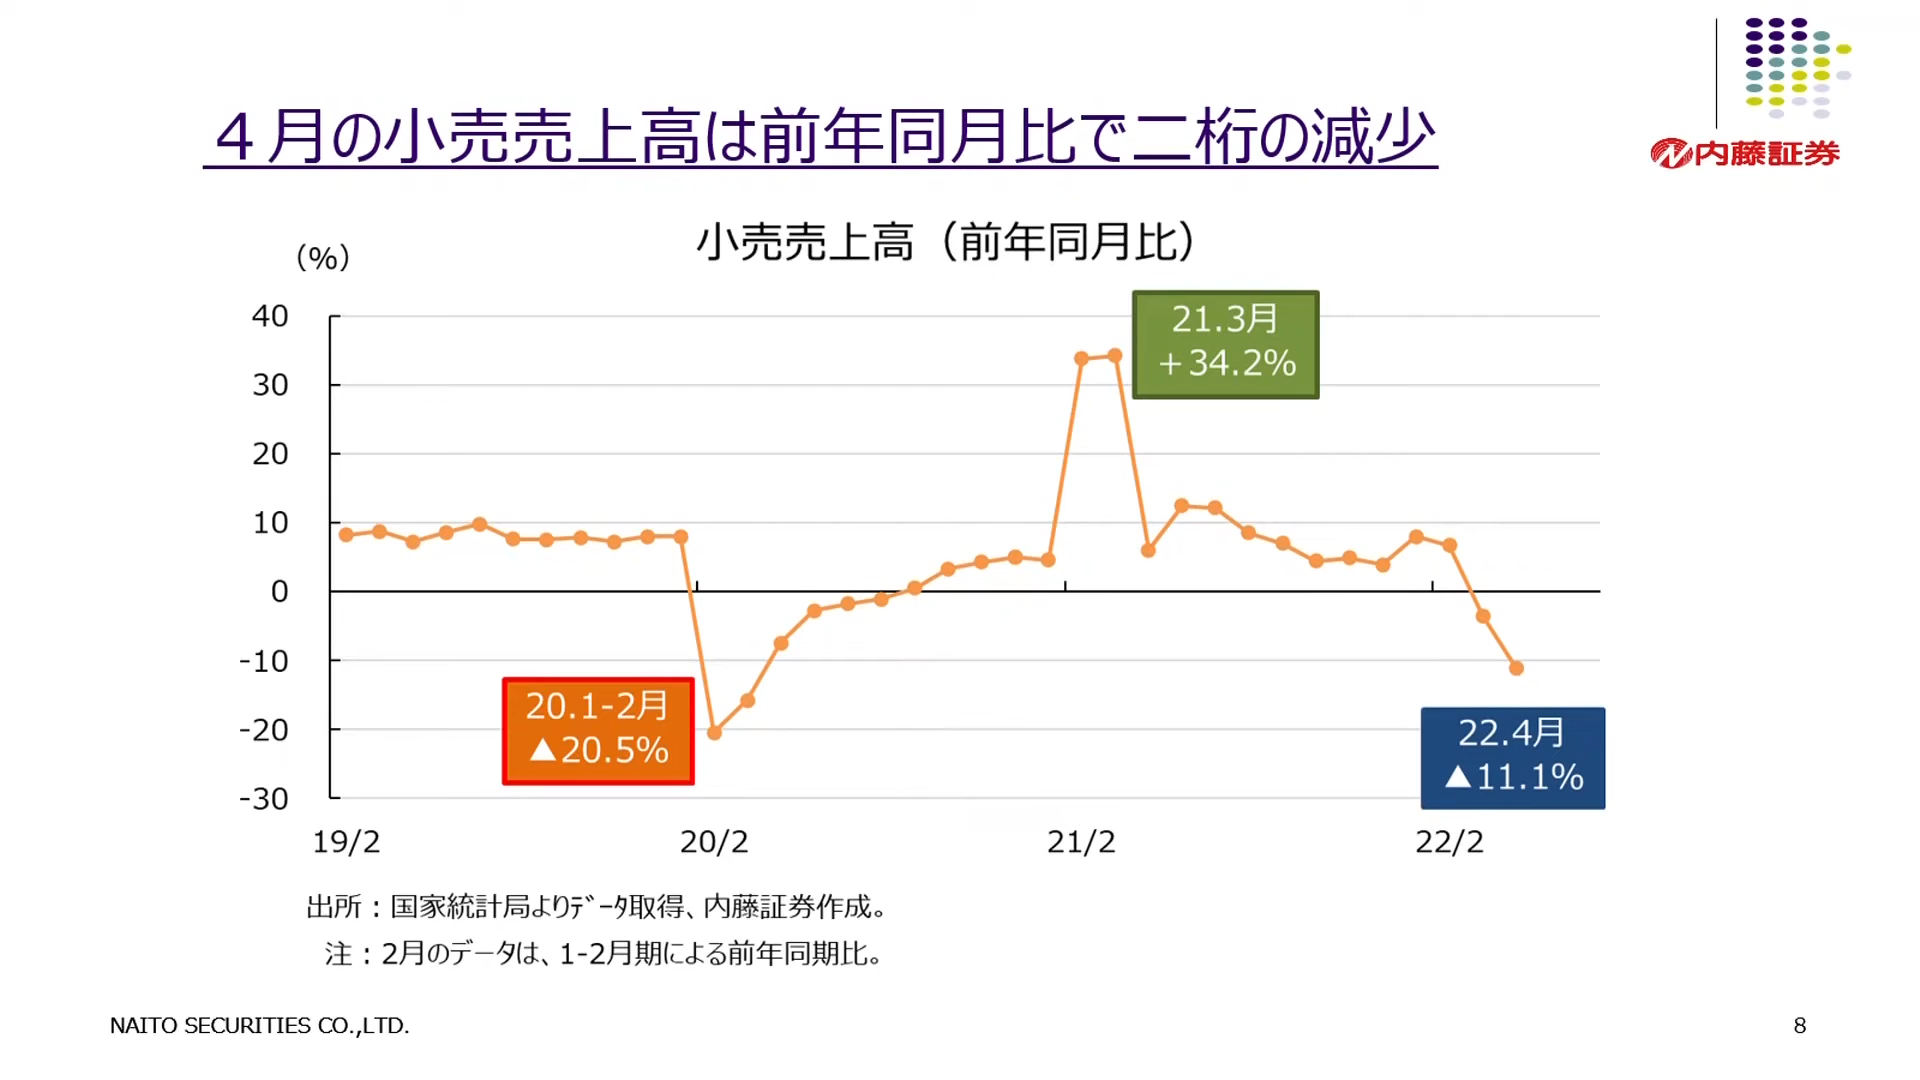 ４月の小売売上高は前年同月比で二桁の減少
内藤証券
小売売上高（前年同月比）
（%）
21.3月
＋34.2%
40
30
20
10
0
-10
-20
-30
20.1-2月
▲20.5%
22.4月
▲11.1%
19/2
20/2
21/2
22/2
出所：国家統計局よりﾃﾞｰﾀ取得、内藤証券作成。
注：2月のデータは、1-2月期による前年同期比。
NAITO SECURITIES CO.,LTD.
8